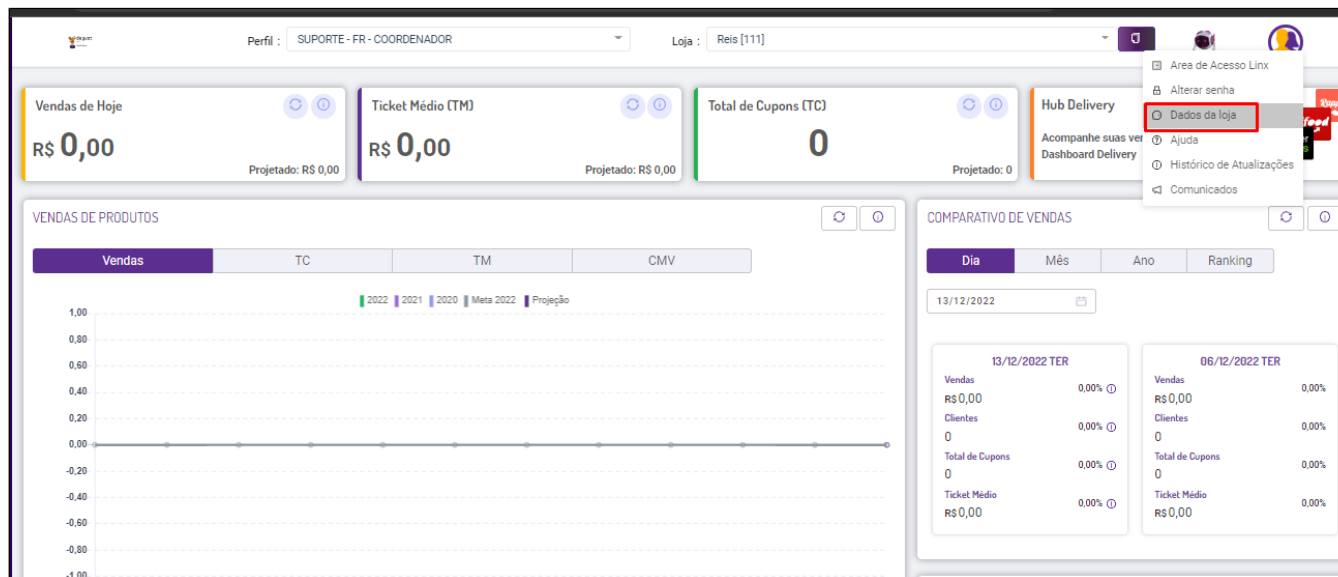 Perfil : SUPORTE - FR - COORDENADOR Loja : Reis [111]
Area de Acesso Linx
Alterar senha
Dados da loja
Ajuda
Histórico de Atualizações
Comunicados
Vendas de Hoje
R$ 0,00
Projetado: R$ 0,00
Ticket Médio (TM)
R$ 0,00
Projetado: R$ 0,00
Total de Cupons (TC)
0
Projetado: 0
Hub Delivery
Acompanhe suas ver
Dashboard Delivery
VENDAS DE PRODUTOS
Vendas TC TM CMV
2022 2021 2020 Meta 2022 Projeção
1,00
0,80
0,60
0,40
0,20
0,00
-0,20
-0,40
-0,60
-0,80
-1,00
COMPARATIVO DE VENDAS
Dia Mês Ano Ranking
13/12/2022
13/12/2022 TER
Vendas
R$0,00 0,00%
Clientes
0 0,00%
Total de Cupons
0 0,00%
Ticket Médio
R$0,00 0,00%
06/12/2022 TER
Vendas
R$0,00 0,00%
Clientes
0 0,00%
Total de Cupons
0 0,00%
Ticket Médio
R$0,00 0,00%